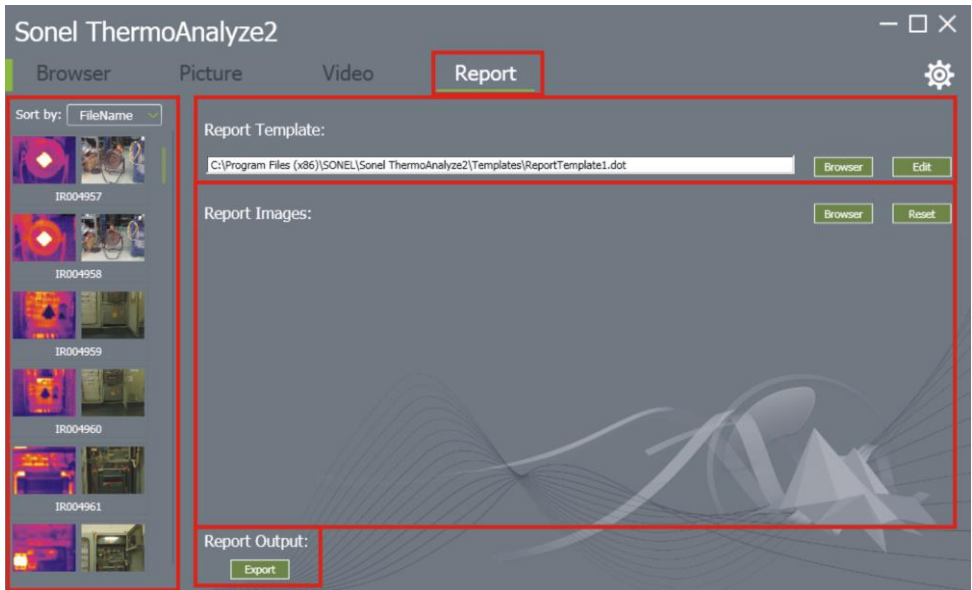 Sonel ThermoAnalyze2
Browser Picture Video Report
Sort by: FileName
IR004957
IR004958
IR004959
IR004960
IR004961
Report Template:
C:\Program Files (x86)\SONEL\Sonel ThermoAnalyze2\Templates\ReportTemplate1.dot
Browser Edit
Report Images:
Browser Reset
Report Output:
Export